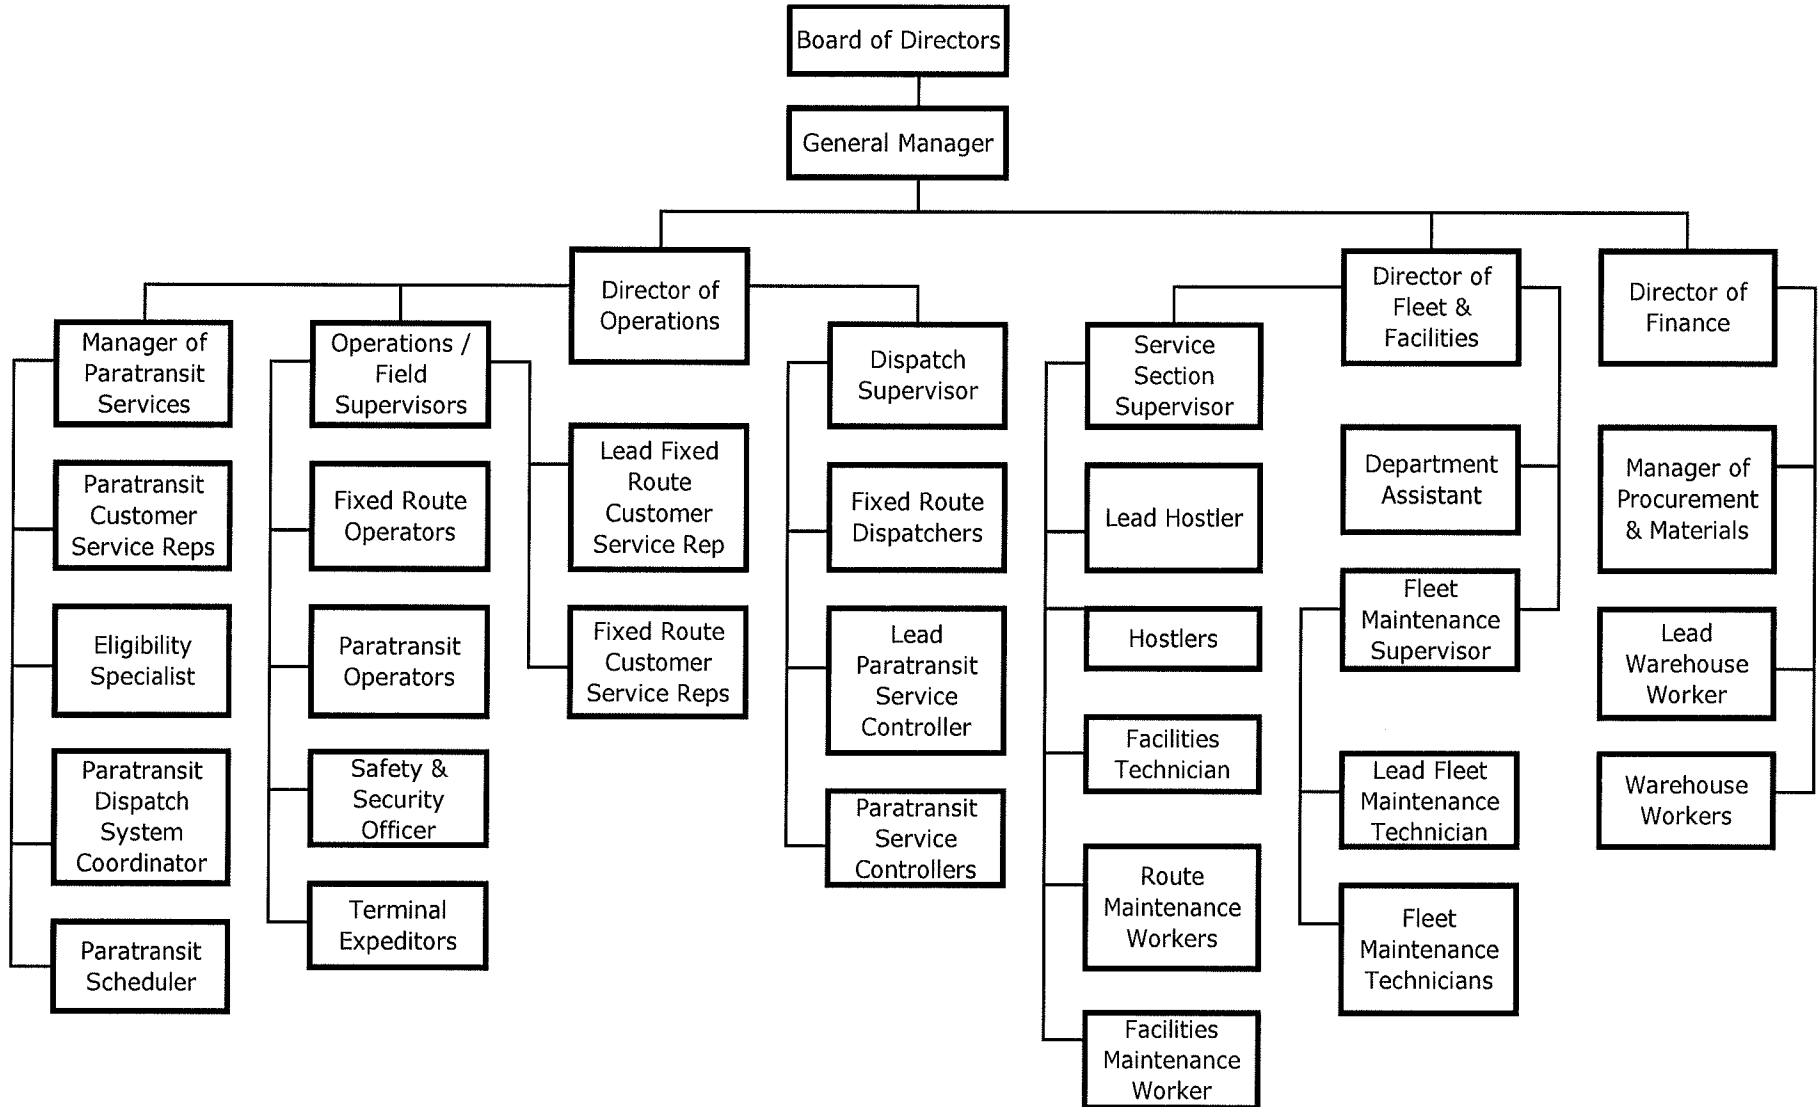 Board of Directors
General Manager
Director of
Operations
Director of
Fleet &
Facilities
Director of
Finance
Manager of
Paratransit
Services
Operations /
Field
Supervisors
Dispatch
Supervisor
Service
Section
Supervisor
Paratransit
Customer
Service Reps
Eligibility
Specialist
Paratransit
Dispatch
System
Coordinator
Paratransit
Scheduler
Fixed Route
Operators
Paratransit
Operators
Safety &
Security
Officer
Terminal
Expeditors
Lead Fixed
Route
Customer
Service Rep
Fixed Route
Customer
Service Reps
Fixed Route
Dispatchers
Lead
Paratransit
Service
Controller
Paratransit
Service
Controllers
Lead Hostler
Hostlers
Facilities
Technician
Route
Maintenance
Workers
Facilities
Maintenance
Worker
Department
Assistant
Fleet
Maintenance
Supervisor
Lead Fleet
Maintenance
Technician
Fleet
Maintenance
Technicians
Manager of
Procurement
& Materials
Lead
Warehouse
Worker
Warehouse
Workers